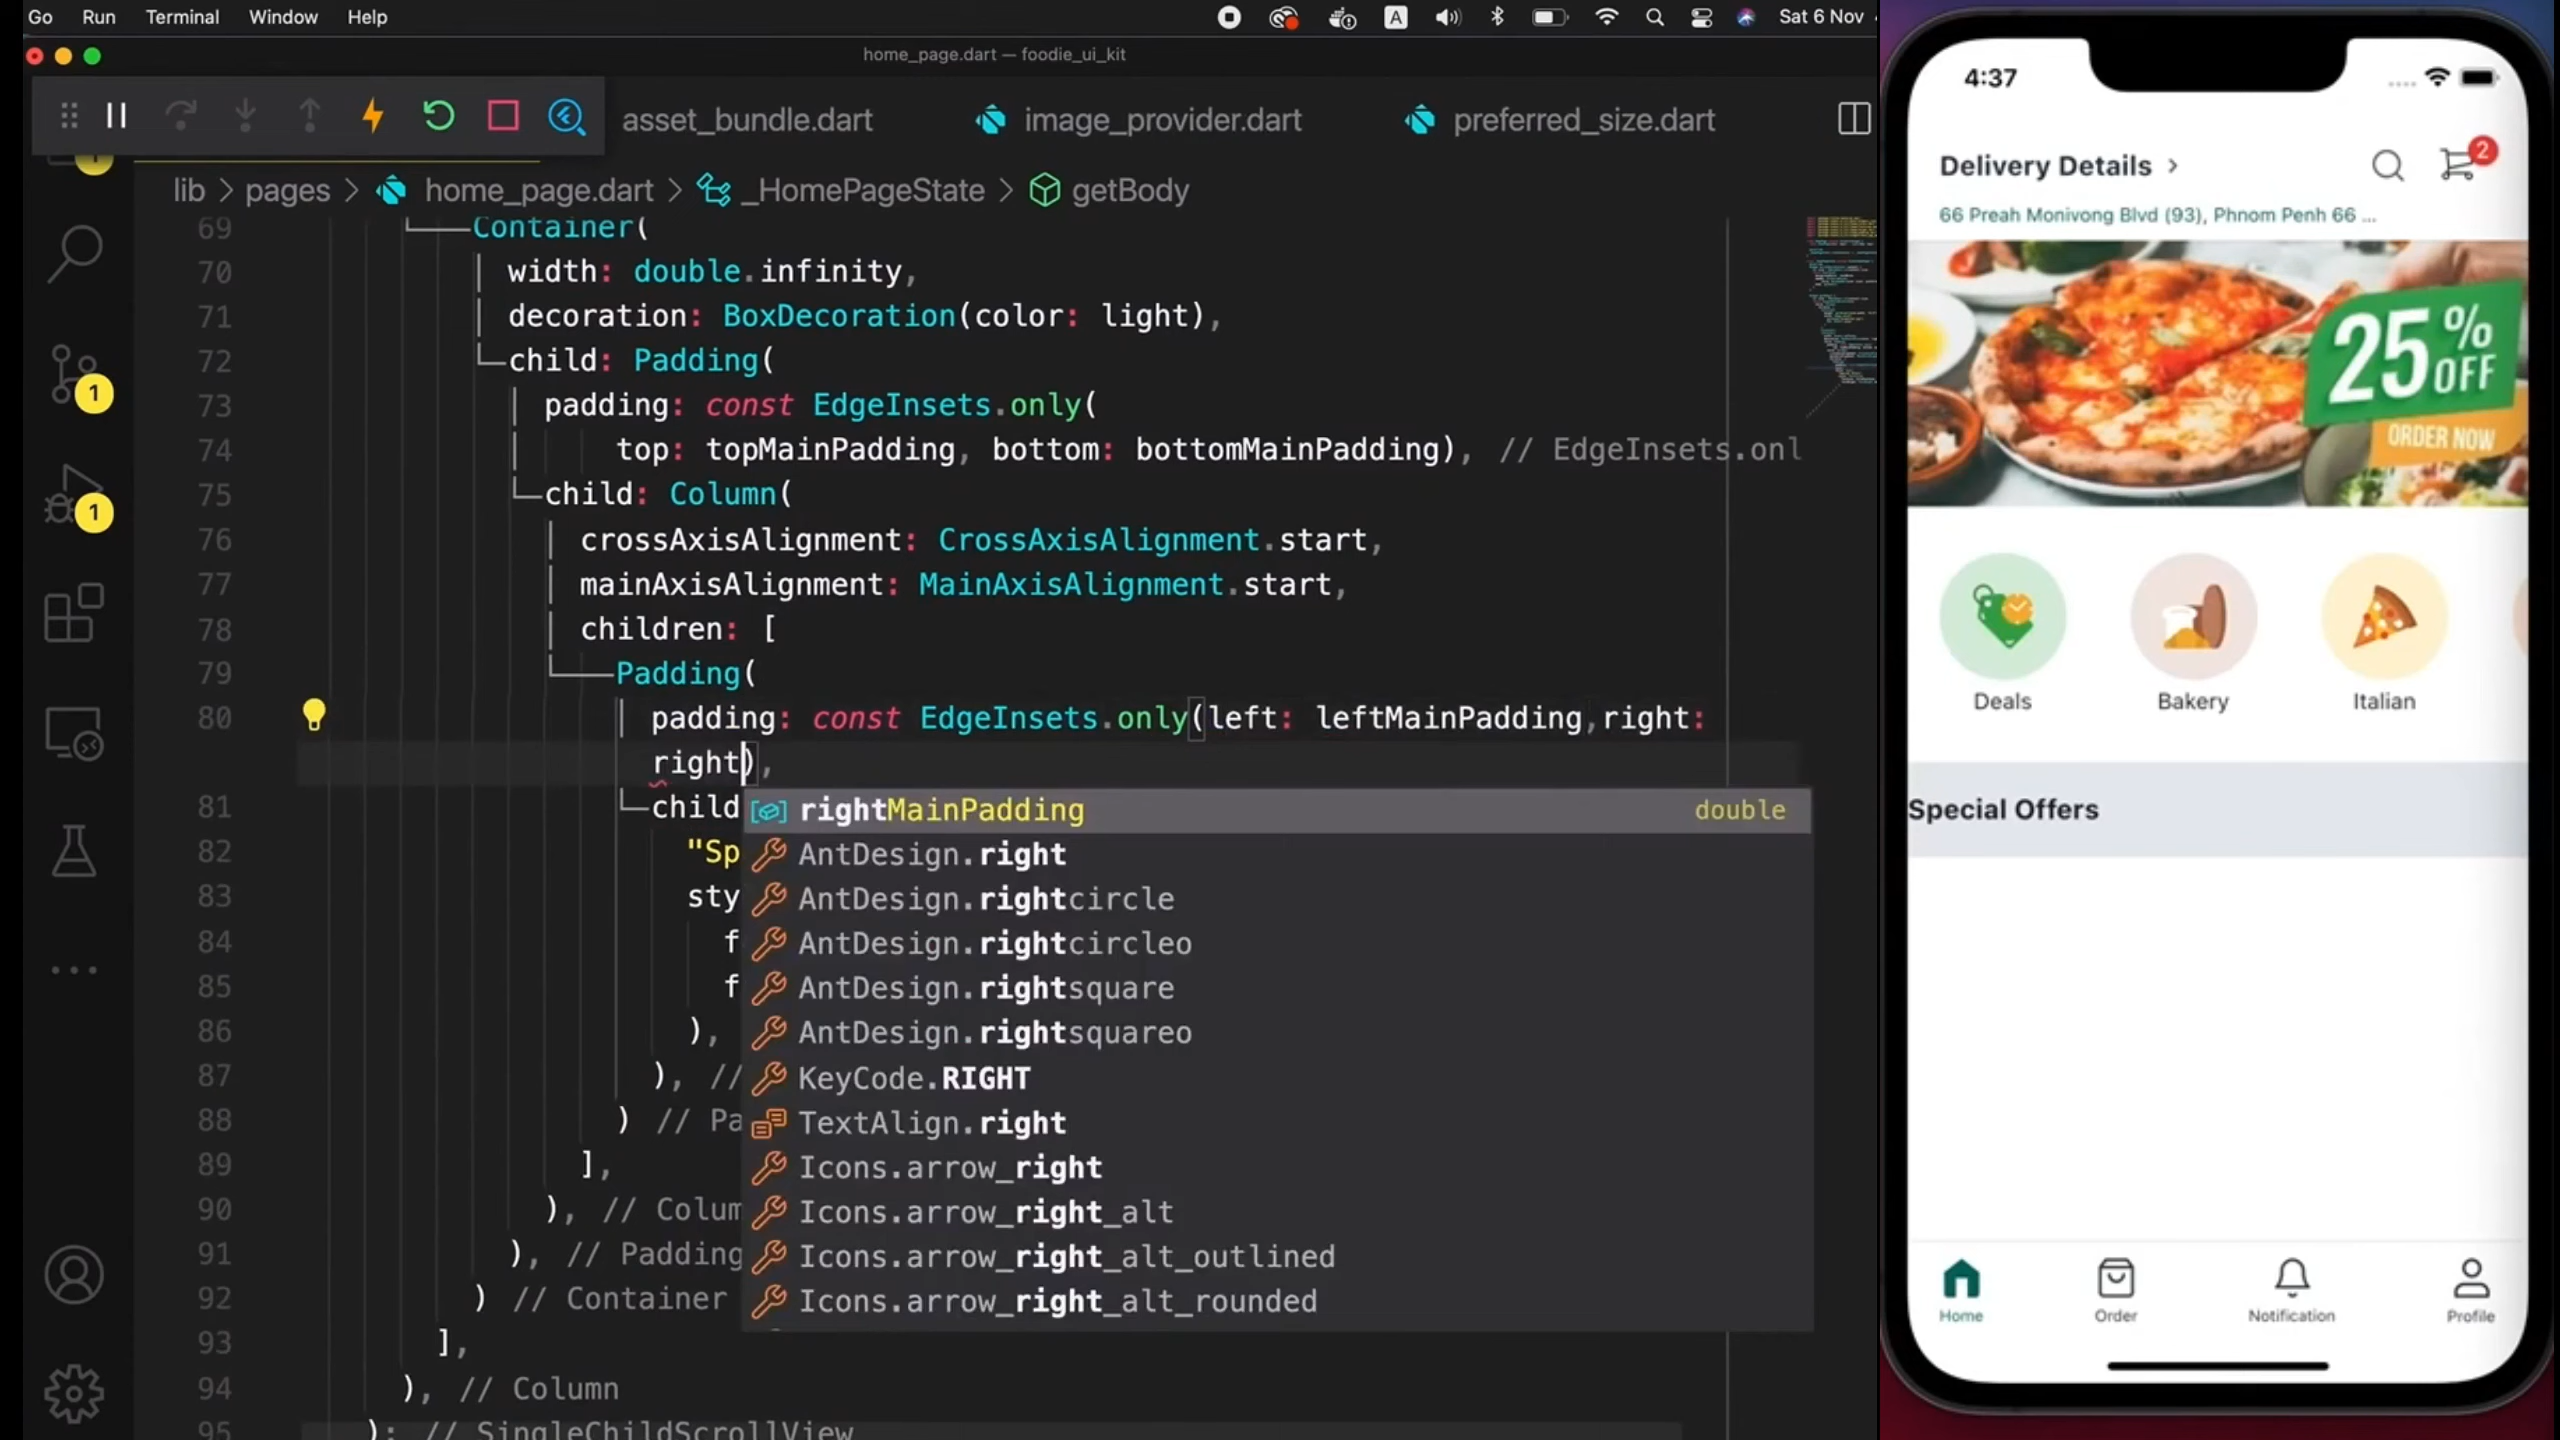 Go Run Terminal Window Help
A Sat 6 Nov
home_page.dart — foodie_ui_kit
asset_bundle.dart image_provider.dart preferred_size.dart
lib > pages > home_page.dart > _HomePageState > getBody
69 Container(
70 width: double.infinity,
71 decoration: BoxDecoration(color: light),
72 child: Padding(
73 padding: const EdgeInsets.only(
74 top: topMainPadding, bottom: bottomMainPadding), // EdgeInsets.onl
75 child: Column(
76 crossAxisAlignment: CrossAxisAlignment.start,
77 mainAxisAlignment: MainAxisAlignment.start,
78 children: [
79 Padding(
80 padding: const EdgeInsets.only(left: leftMainPadding,right:
right),
81 child
82 "Sp
83 sty
84 f
85 f
86 ),
87 ), //
88 ) // Pa
89 ],
90 ), // Colum
91 ), // Padding
92 ) // Container
93 ],
94 ), // Column
95 ); // SingleChildScrollView
1
1
rightMainPadding double
AntDesign.right
AntDesign.rightcircle
AntDesign.rightcircleo
AntDesign.rightsquare
AntDesign.rightsquareo
KeyCode.RIGHT
TextAlign.right
Icons.arrow_right
Icons.arrow_right_alt
Icons.arrow_right_alt_outlined
Icons.arrow_right_alt_rounded
4:37
Delivery Details > 2
66 Preah Monivong Blvd (93), Phnom Penh 66 ...
25% OFF
ORDER NOW
Deals Bakery Italian
Special Offers
Home Order Notification Profile